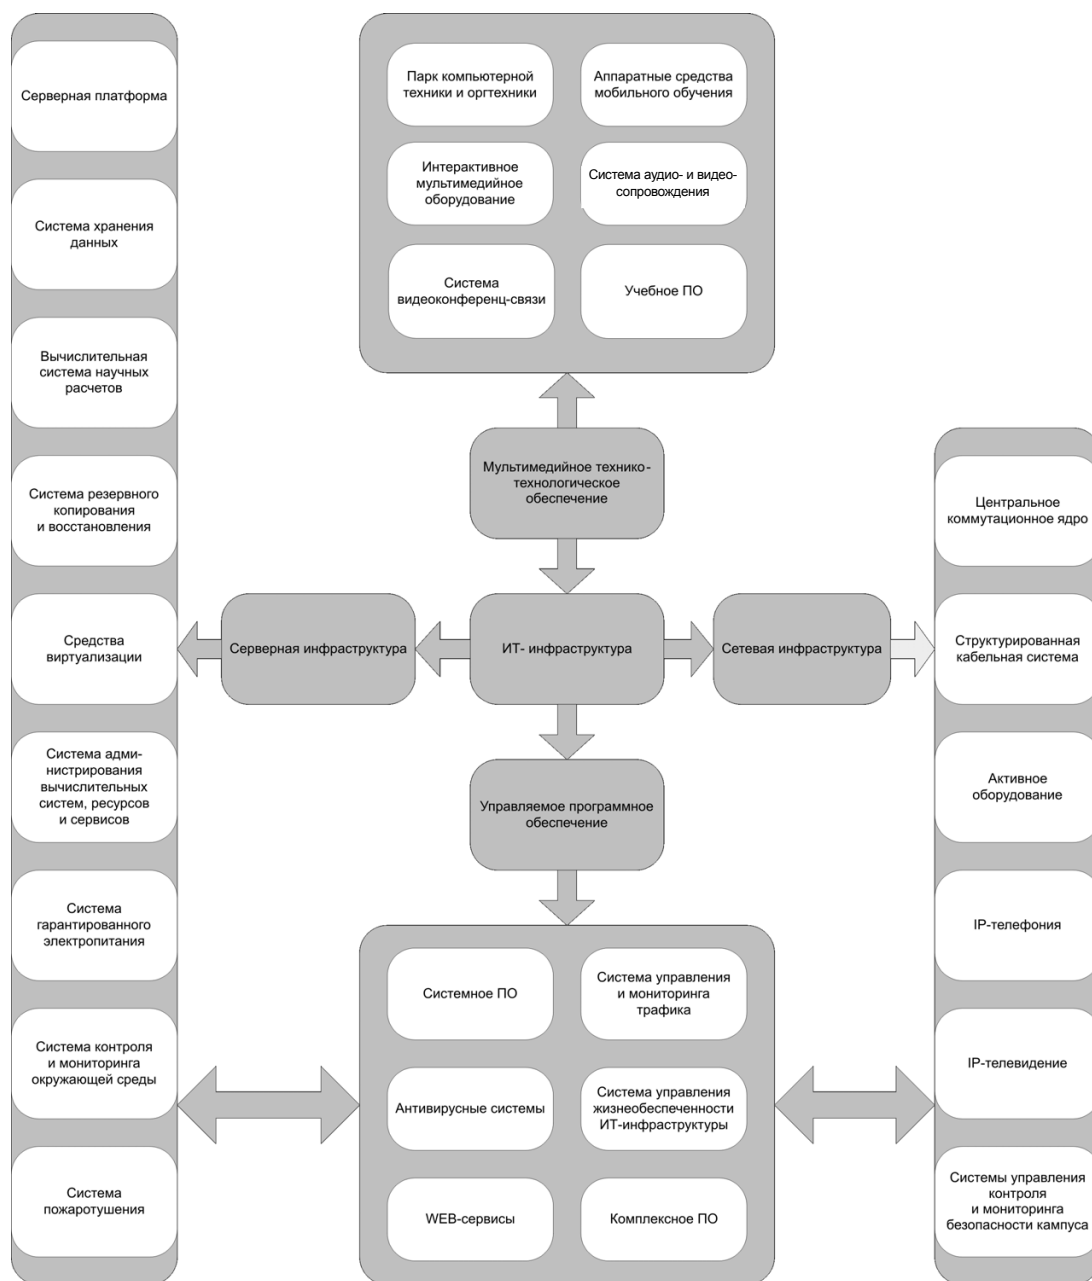 Серверная платформа
Система хранения
данных
Вычислительная
система научных
расчетов
Система резервного
копирования
и восстановления
Средства
виртуализации
Система адми-
нистрирования
вычислительных
систем, ресурсов
и сервисов
Система
гарантированного
электропитания
Система контроля
и мониторинга
окружающей среды
Система
пожаротушения
Парк компьютерной
техники и оргтехники
Аппаратные средства
мобильного обучения
Интерактивное
мультимедийное
оборудование
Система аудио- и видео-
сопровождения
Система
видеоконференц-связи
Учебное ПО
Мультимедийное технико-
технологическое
обеспечение
Серверная инфраструктура
ИТ- инфраструктура
Сетевая инфраструктура
Управляемое программное
обеспечение
Системное ПО
Система управления
и мониторинга
трафика
Антивирусные системы
Система управления
жизнеобеспеченности
ИТ-инфраструктуры
WEB-сервисы
Комплексное ПО
Центральное
коммутационное ядро
Структурированная
кабельная система
Активное
оборудование
IP-телефония
IP-телевидение
Системы управления
контроля
и мониторинга
безопасности кампуса